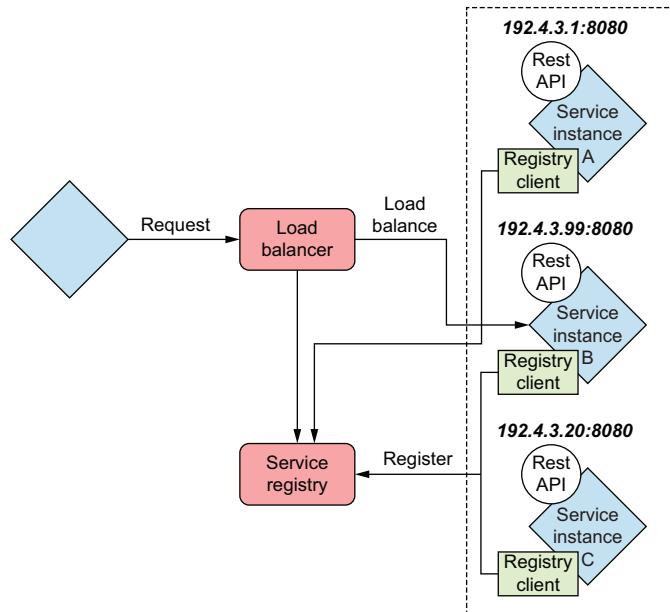 192.4.3.1:8080
Rest
API
Service
instance
A
Registry
client
Request
Load
balancer
Load
balance
192.4.3.99:8080
Rest
API
Service
instance
B
Registry
client
192.4.3.20:8080
Rest
API
Service
instance
C
Registry
client
Service
registry
Register